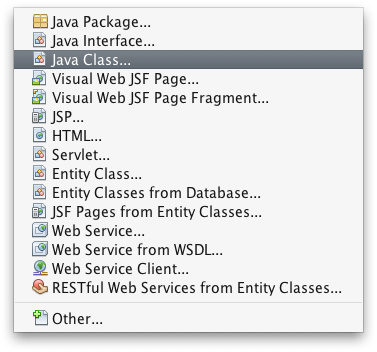 Java Package...
Java Interface...
Java Class...
Visual Web JSF Page...
Visual Web JSF Page Fragment...
JSP...
HTML...
Servlet...
Entity Class...
Entity Classes from Database...
JSF Pages from Entity Classes...
Web Service...
Web Service from WSDL...
Web Service Client...
RESTful Web Services from Entity Classes...
Other...